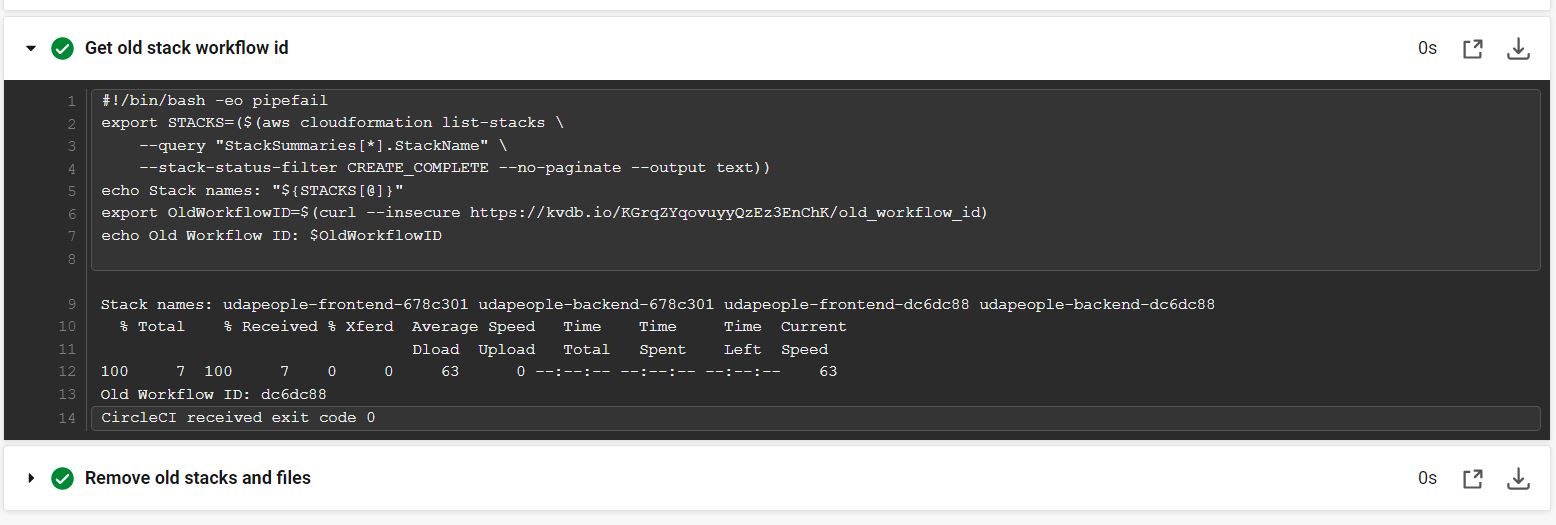 Get old stack workflow id 0s
1 #!/bin/bash -eo pipefail
2 export STACKS=($(aws cloudformation list-stacks \
3 --query "StackSummaries[*].StackName" \
4 --stack-status-filter CREATE_COMPLETE --no-paginate --output text))
5 echo Stack names: "${STACKS[@]}"
6 export OldWorkflowID=$(curl --insecure https://kvdb.io/KGrqZYqovuyyQzEz3EnChK/old_workflow_id)
7 echo Old Workflow ID: $OldWorkflowID
8
9 Stack names: udapeople-frontend-678c301 udapeople-backend-678c301 udapeople-frontend-dc6dc88 udapeople-backend-dc6dc88
10 % Total % Received % Xferd Average Speed Time Time Time Current
11 Dload Upload Total Spent Left Speed
12 100 7 100 7 0 0 63 0 --:--:-- --:--:-- --:--:-- 63
13 Old Workflow ID: dc6dc88
14 CircleCI received exit code 0
Remove old stacks and files 0s